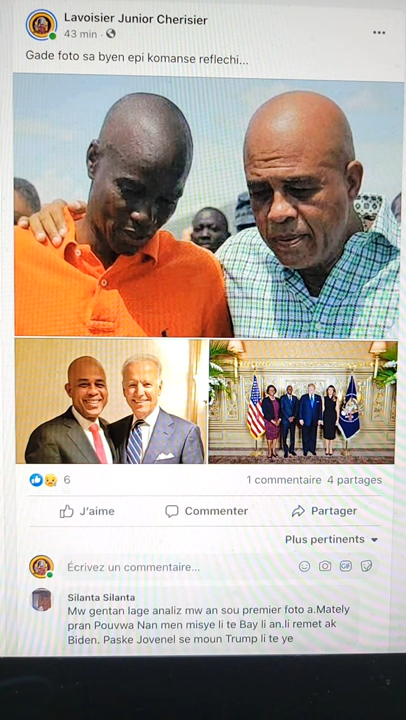 Lavoisier Junior Cherisier
43 min ·
Gade foto sa byen epi komanse reflechi...
6
1 commentaire 4 partages
J'aime
Commenter
Partager
Plus pertinents
Écrivez un commentaire...
GIF
Silanta Silanta
Mw gentan lage analiz mw an sou premier foto a.Mately
pran Pouvwa Nan men misye li te Bay li an.li remet ak
Biden. Paske Jovenel se moun Trump li te ye